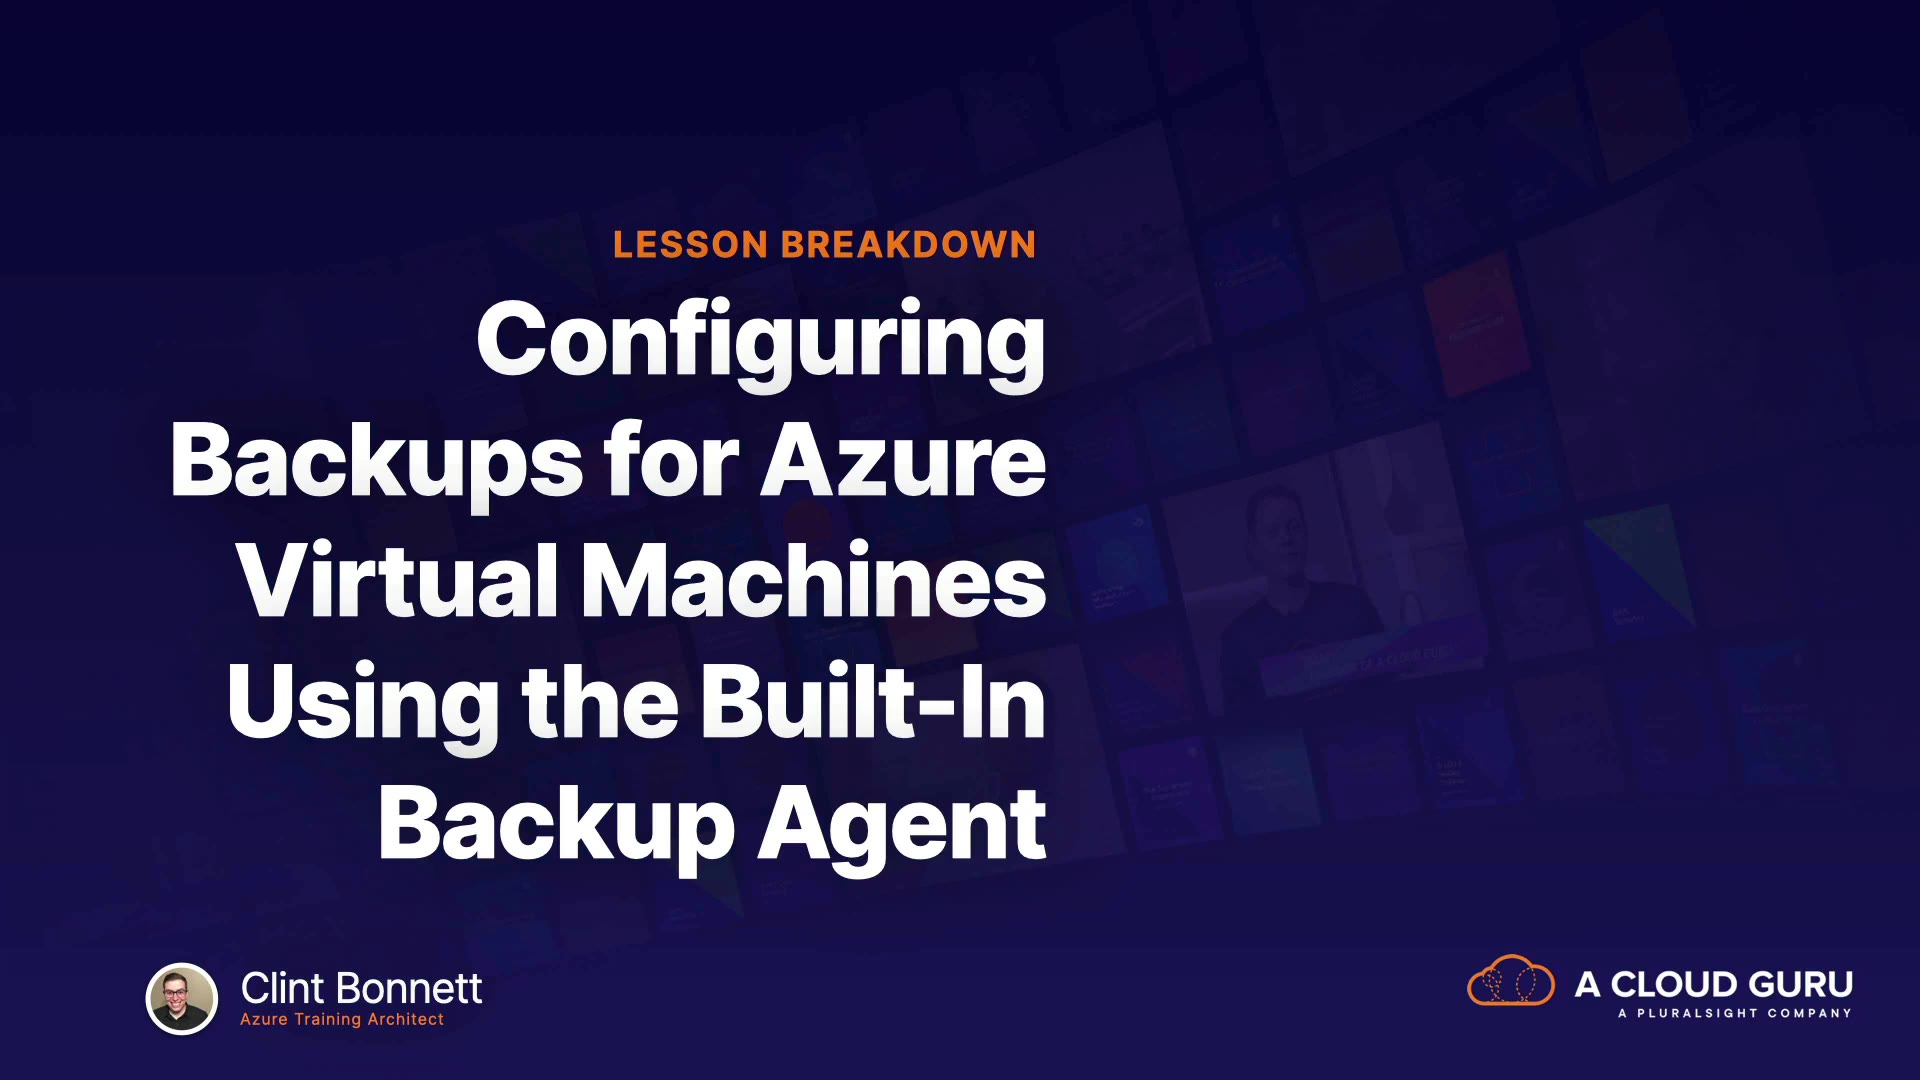 LESSON BREAKDOWN
Configuring
Backups for Azure
Virtual Machines
Using the Built-In
Backup Agent
Clint Bonnett
Azure Training Architect
A CLOUD GURU
A PLURALSIGHT COMPANY